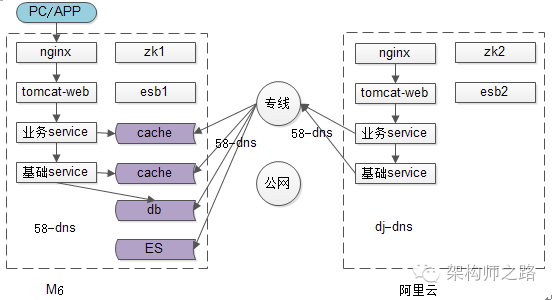 PC/APP
nginx
zk1
tomcat-web
esb1
业务service
cache
基础service
cache
db
ES
58-dns
M6
专线
58-dns
58-dns
公网
nginx
zk2
tomcat-web
esb2
业务service
基础service
dj-dns
阿里云
架构师之路